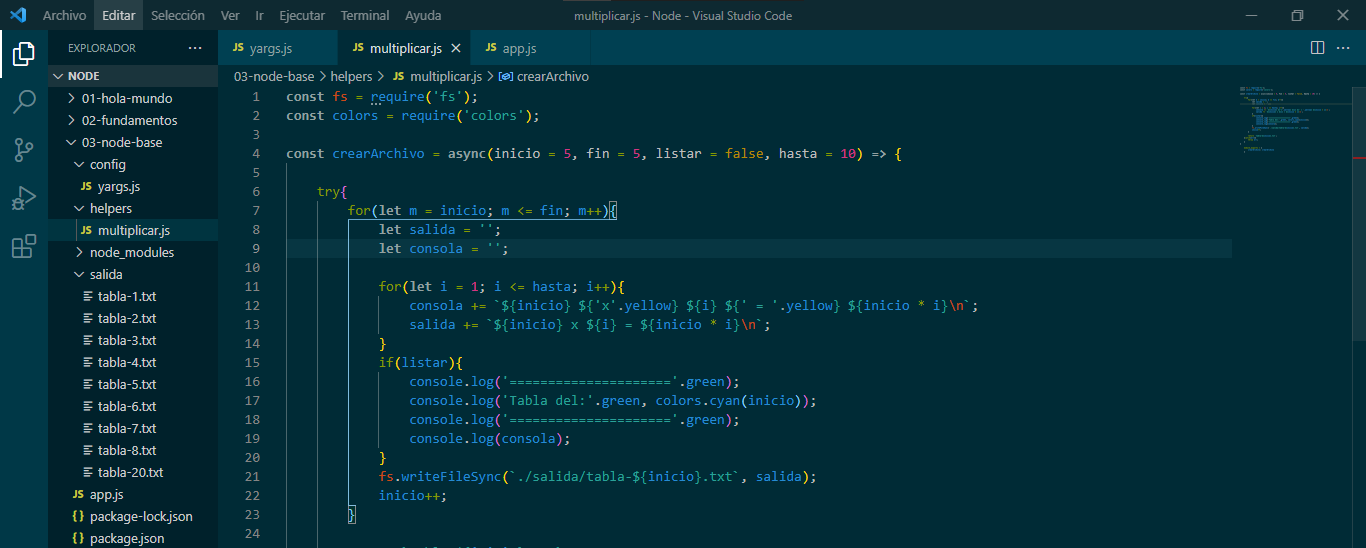 Archivo Editar Selección Ver Ir Ejecutar Terminal Ayuda multiplicar.js - Node - Visual Studio Code
EXPLORADOR ···
NODE
01-hola-mundo
02-fundamentos
03-node-base
config
JS yargs.js
helpers
JS multiplicar.js
node_modules
salida
tabla-1.txt
tabla-2.txt
tabla-3.txt
tabla-4.txt
tabla-5.txt
tabla-6.txt
tabla-7.txt
tabla-8.txt
tabla-20.txt
JS app.js
{} package-lock.json
{} package.json
JS yargs.js JS multiplicar.js JS app.js
03-node-base > helpers > JS multiplicar.js > crearArchivo
1 const fs = require('fs');
2 const colors = require('colors');
3
4 const crearArchivo = async(inicio = 5, fin = 5, listar = false, hasta = 10) => {
5
6 try{
7 for(let m = inicio; m <= fin; m++){
8 let salida = '';
9 let consola = '';
10
11 for(let i = 1; i <= hasta; i++){
12 consola += `${inicio} ${'x'.yellow} ${i} ${' = '.yellow} ${inicio * i}\n`;
13 salida += `${inicio} x ${i} = ${inicio * i}\n`;
14 }
15 if(listar){
16 console.log('====================='.green);
17 console.log('Tabla del:'.green, colors.cyan(inicio));
18 console.log('====================='.green);
19 console.log(consola);
20 }
21 fs.writeFileSync(`./salida/tabla-${inicio}.txt`, salida);
22 inicio++;
23 }
24